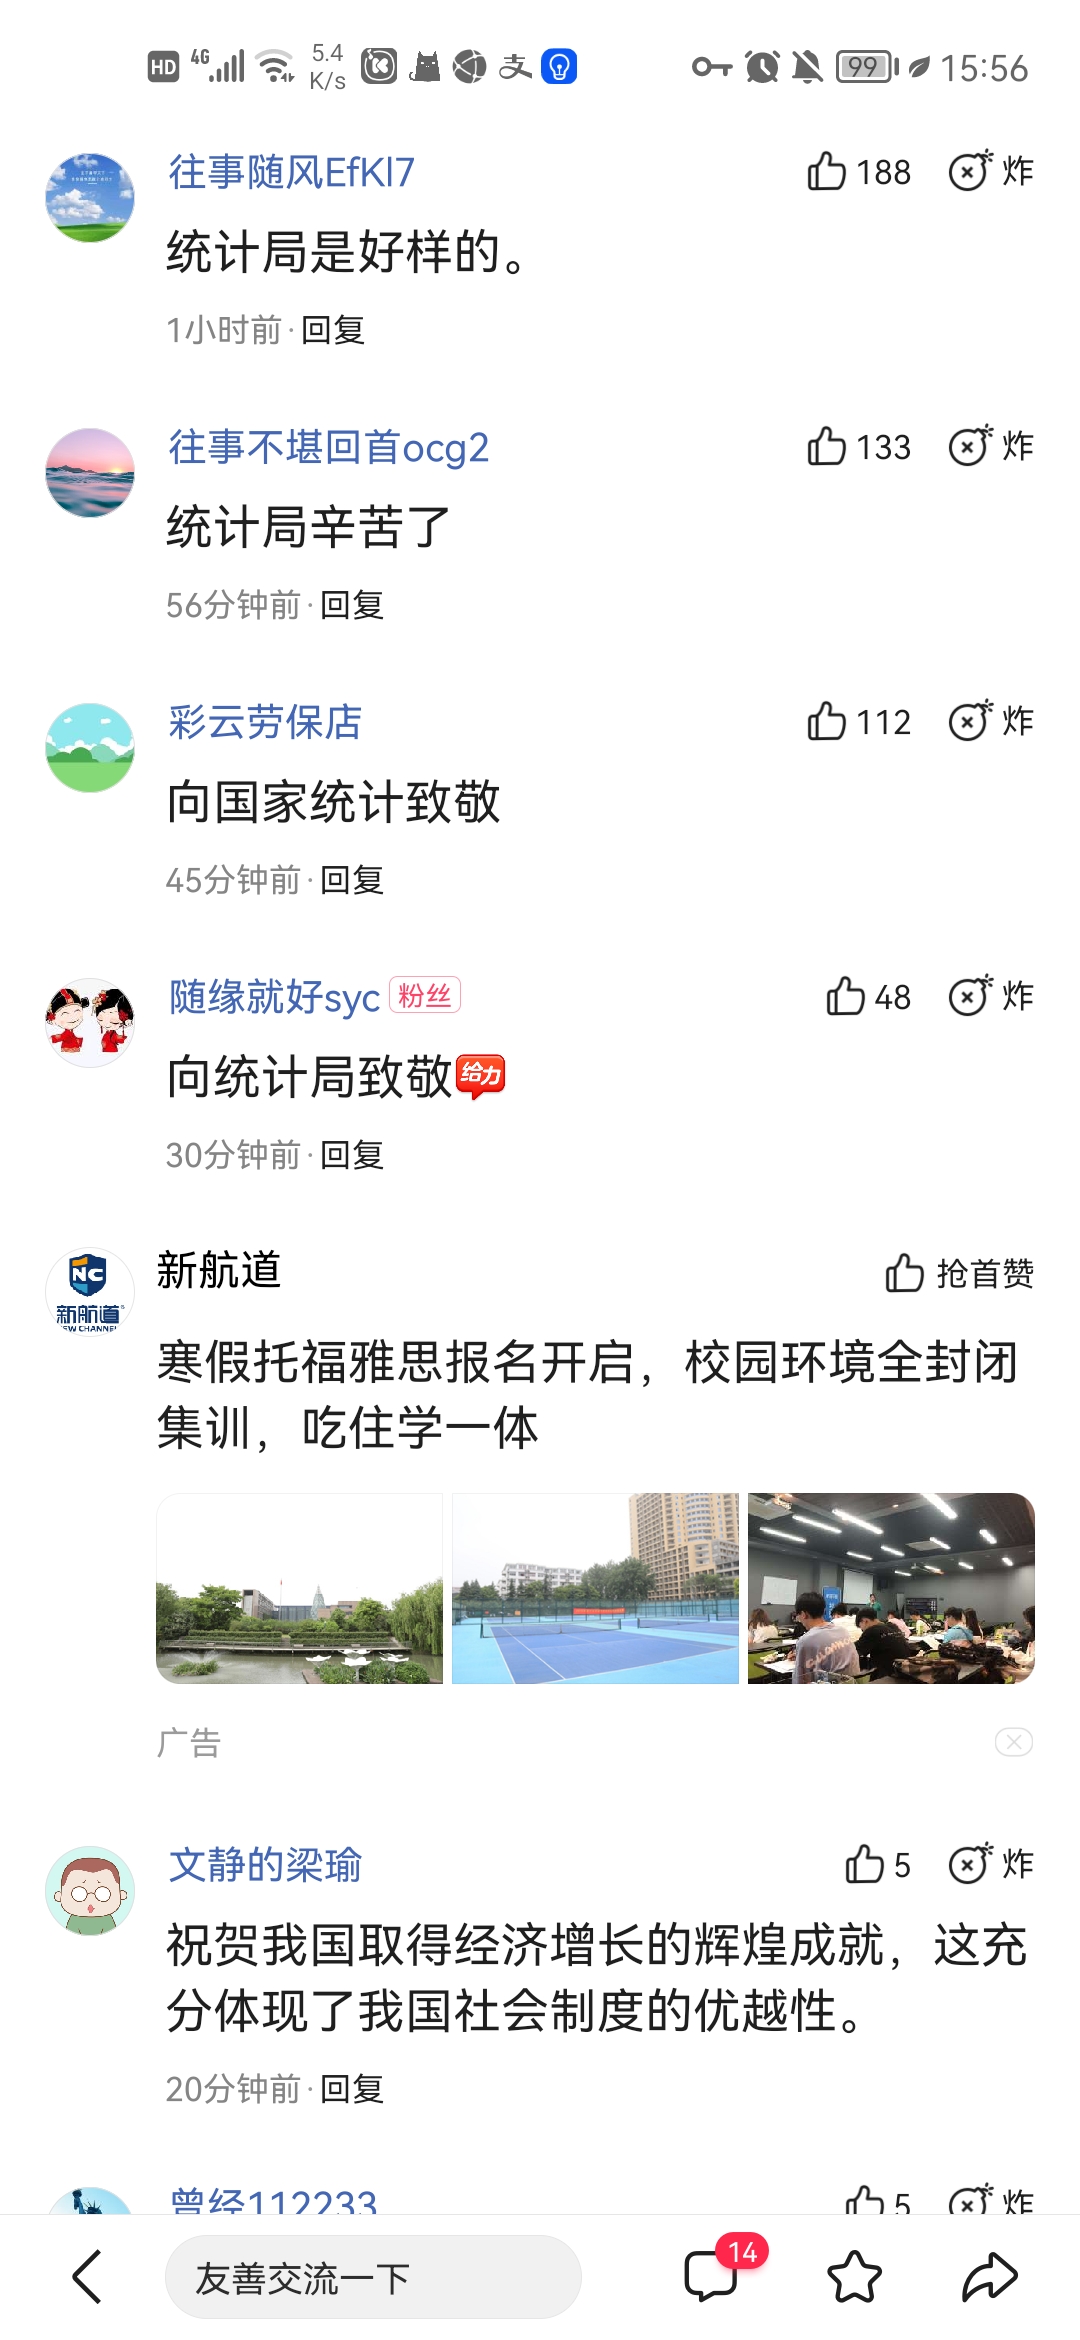 HD 4G 5.4 K/s 支 99 15:56
往事随风EfKl7 188 炸
统计局是好样的。
1小时前·回复
往事不堪回首ocg2 133 炸
统计局辛苦了
56分钟前·回复
彩云劳保店 112 炸
向国家统计致敬
45分钟前·回复
随缘就好syc 粉丝 48 炸
向统计局致敬给力
30分钟前·回复
NC
新航道
NEW CHANNEL
新航道 抢首赞
寒假托福雅思报名开启，校园环境全封闭
集训，吃住学一体
广告
文静的梁瑜 5 炸
祝贺我国取得经济增长的辉煌成就，这充
分体现了我国社会制度的优越性。
20分钟前·回复
曾经112233 5 炸
友善交流一下 14